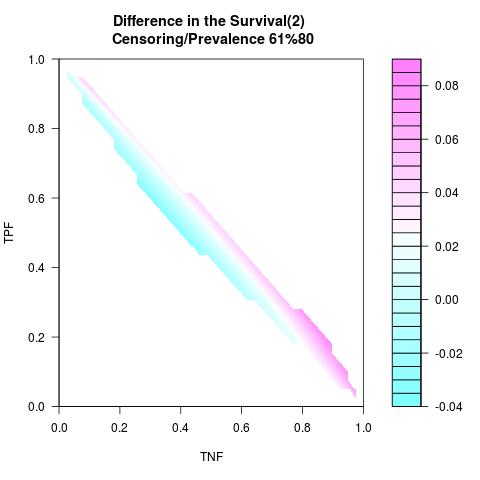 Difference in the Survival(2)
Censoring/Prevalence 61%80
1.0
0.8
0.6
0.4
0.2
0.0
TPF
0.0 0.2 0.4 0.6 0.8 1.0
TNF
0.08
0.06
0.04
0.02
0.00
-0.02
-0.04